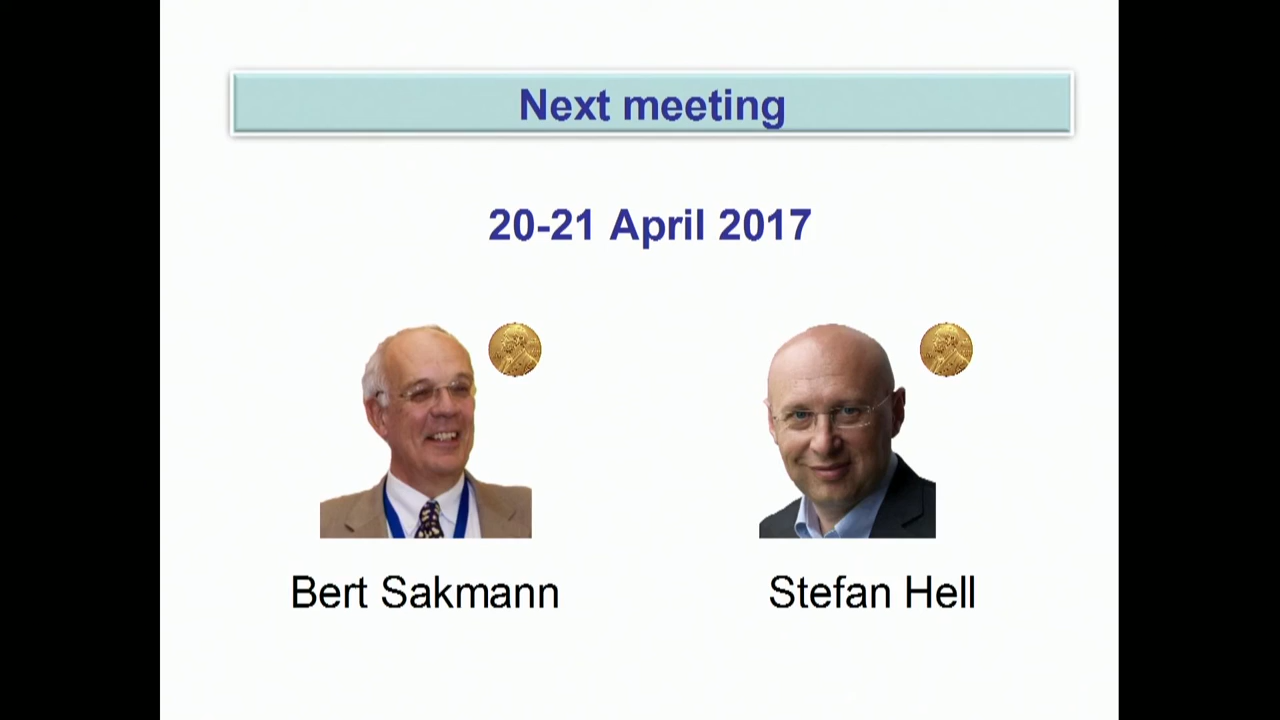 Next meeting
20-21 April 2017
Bert Sakmann
Stefan Hell